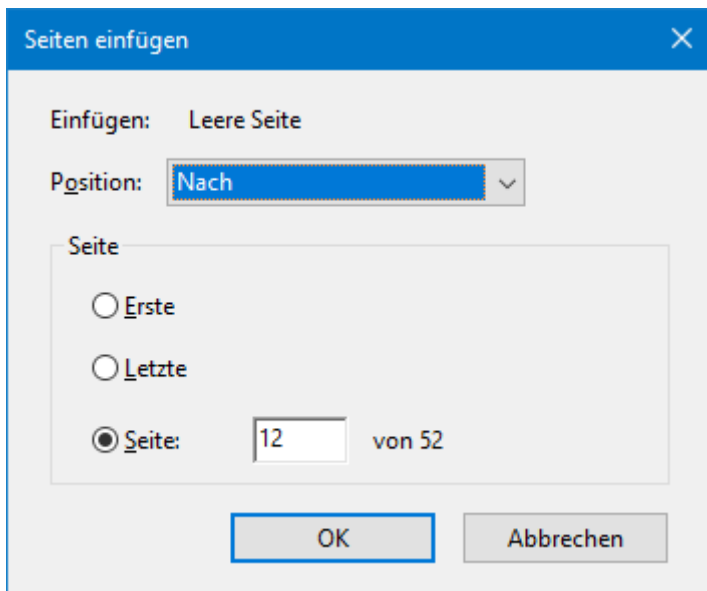 Seiten einfügen
Einfügen: Leere Seite
Position: Nach
Seite
Erste
Letzte
Seite: 12 von 52
OK Abbrechen